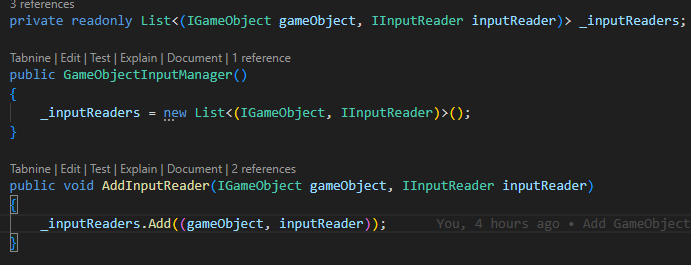 3 references
private readonly List<(IGameObject gameObject, IInputReader inputReader)> _inputReaders;
Tabnine | Edit | Test | Explain | Document | 1 reference
public GameObjectInputManager()
{
_inputReaders = new List<(IGameObject, IInputReader)>();
}
Tabnine | Edit | Test | Explain | Document | 2 references
public void AddInputReader(IGameObject gameObject, IInputReader inputReader)
{
_inputReaders.Add((gameObject, inputReader)); You, 4 hours ago • Add GameObject
}